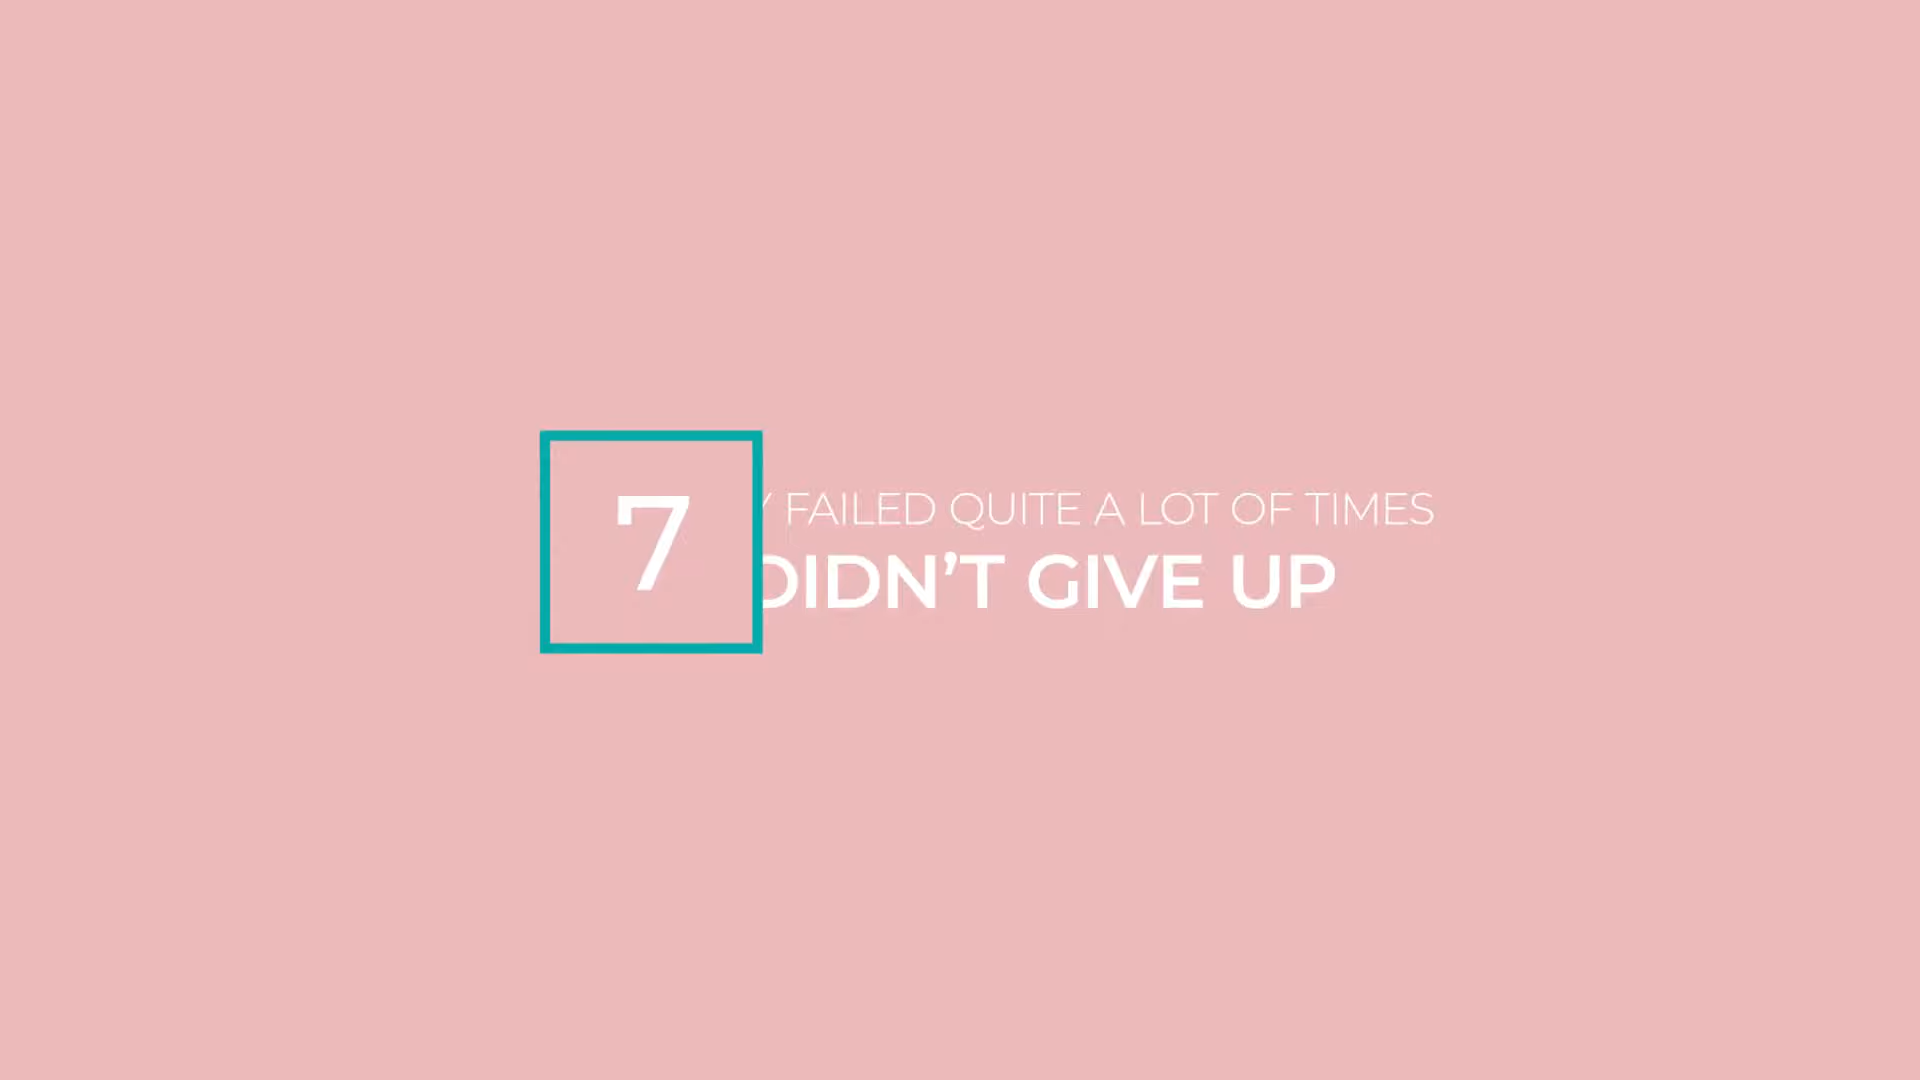 7
FAILED QUITE A LOT OF TIMES
DIDN’T GIVE UP